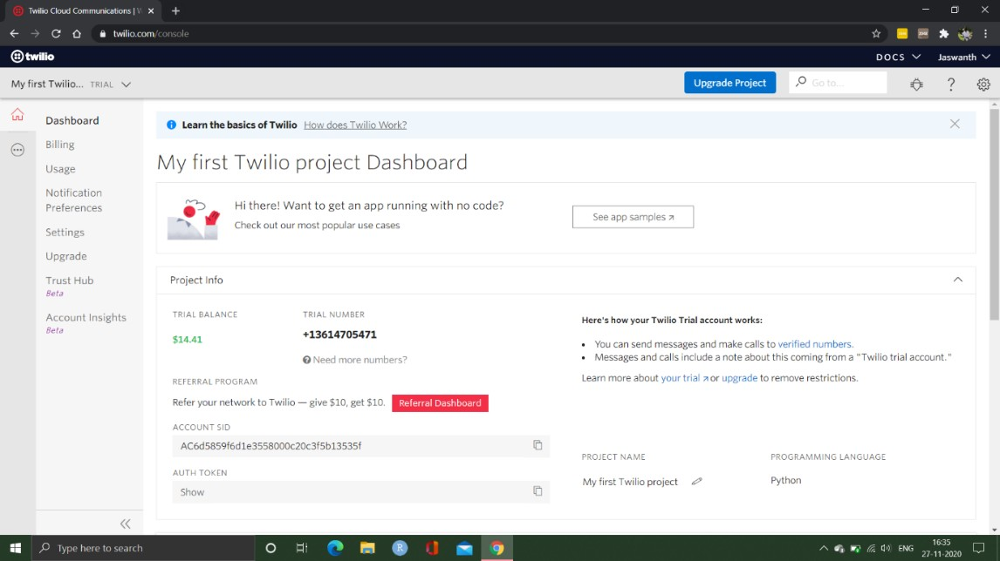 Twilio Cloud Communications | W
twilio.com/console
twilio
DOCS
Jaswanth
My first Twilio... TRIAL
Upgrade Project
Go to...
Dashboard
Billing
Usage
Notification
Preferences
Settings
Upgrade
Trust Hub
Beta
Account Insights
Beta
Learn the basics of Twilio How does Twilio Work?
My first Twilio project Dashboard
Hi there! Want to get an app running with no code?
Check out our most popular use cases
See app samples
Project Info
TRIAL BALANCE
$14.41
TRIAL NUMBER
+13614705471
Need more numbers?
REFERRAL PROGRAM
Refer your network to Twilio — give $10, get $10. Referral Dashboard
ACCOUNT SID
AC6d5859f6d1e3558000c20c3f5b13535f
AUTH TOKEN
Show
Here's how your Twilio Trial account works:
• You can send messages and make calls to verified numbers.
• Messages and calls include a note about this coming from a "Twilio trial account."
Learn more about your trial or upgrade to remove restrictions.
PROJECT NAME
My first Twilio project
PROGRAMMING LANGUAGE
Python
Type here to search
ENG
16:35
27-11-2020